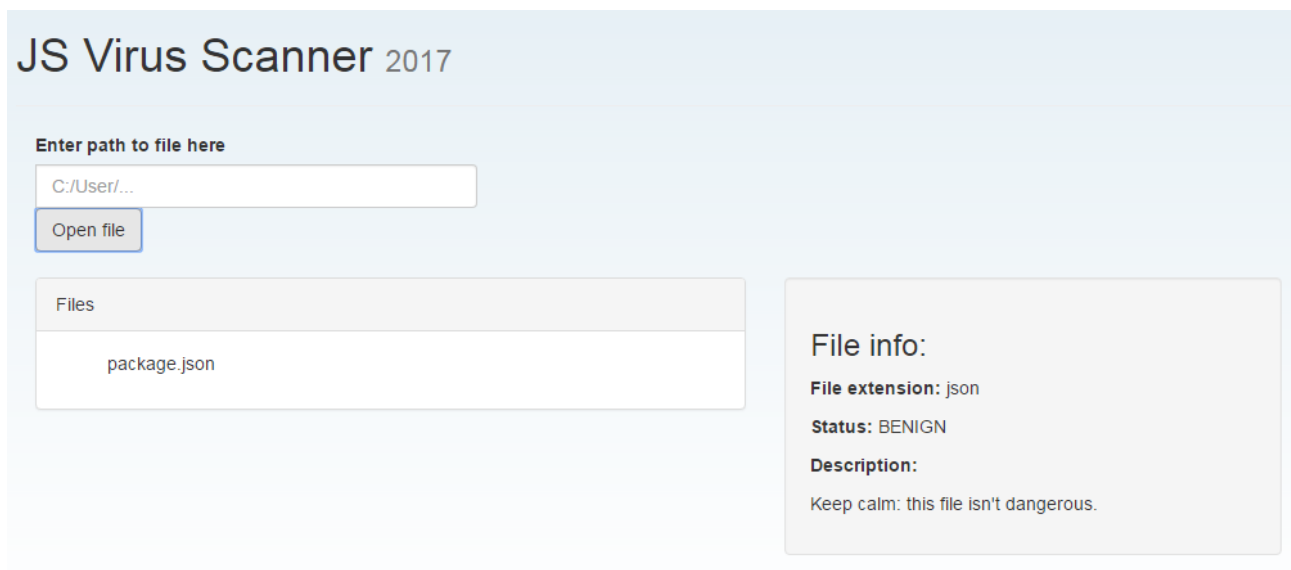 JS Virus Scanner 2017
Enter path to file here
C:/User/...
Open file
Files
package.json
File info:
File extension: json
Status: BENIGN
Description:
Keep calm: this file isn't dangerous.